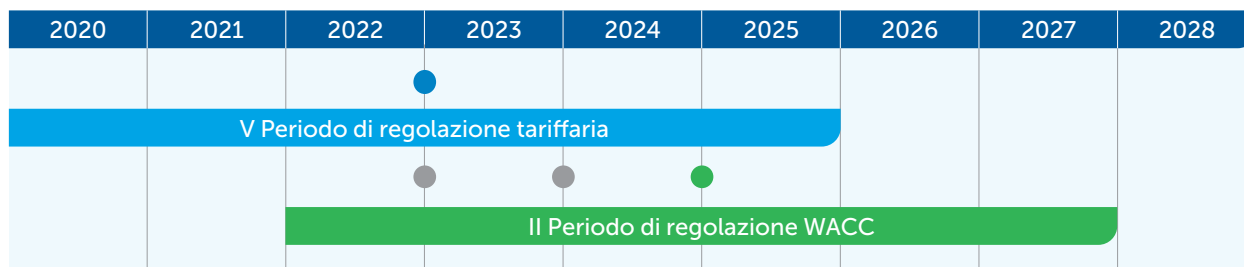 2020 2021 2022 2023 2024 2025 2026 2027 2028
V Periodo di regolazione tariffaria
II Periodo di regolazione WACC